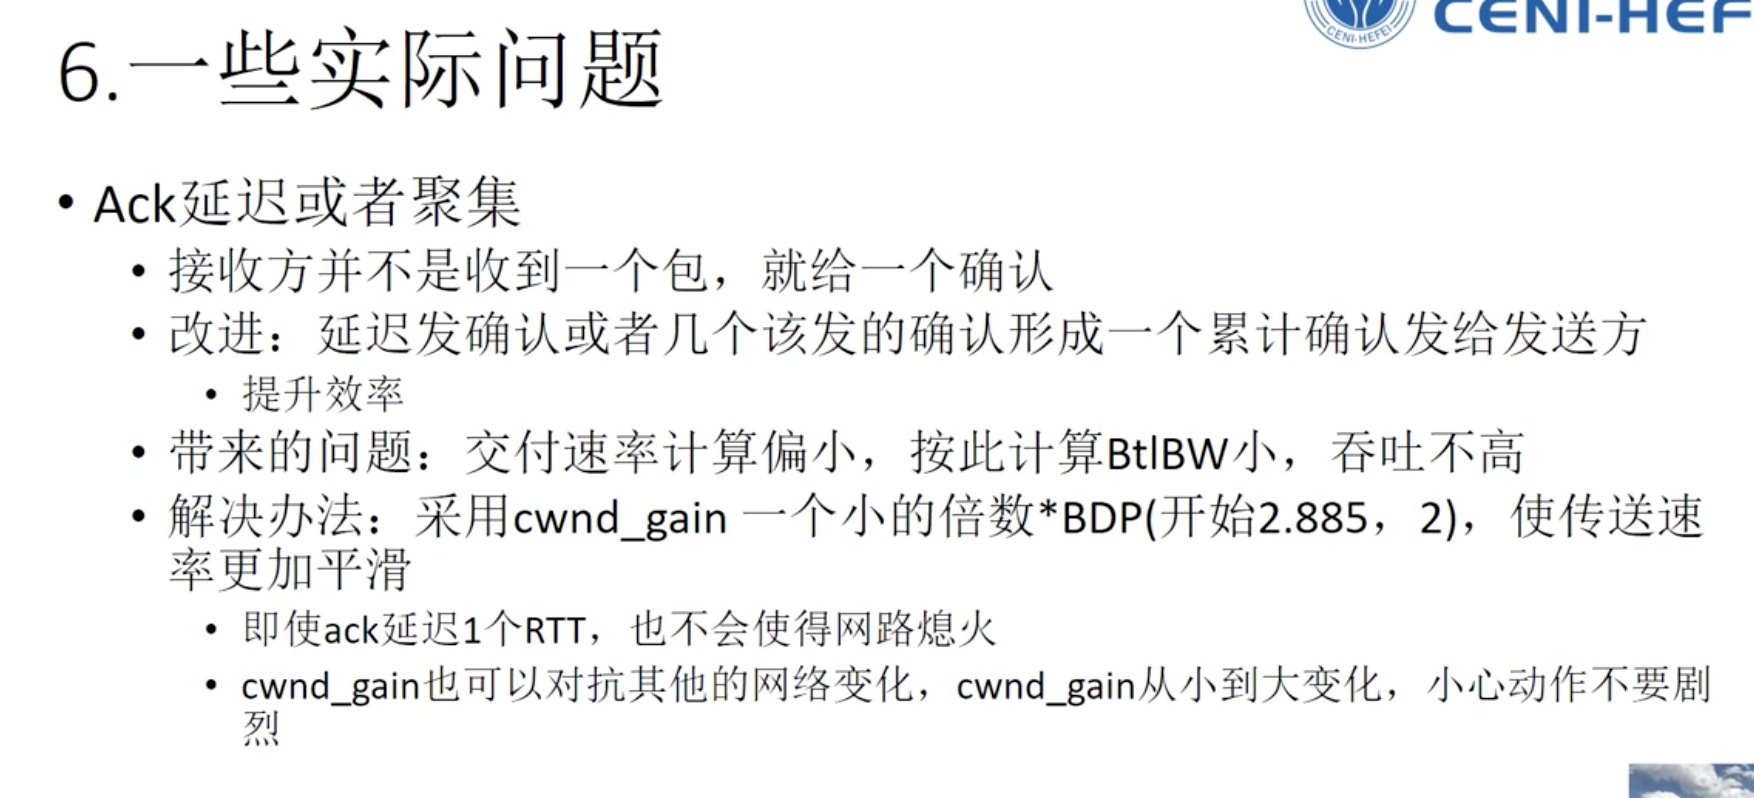 CENI-HEF
CENI-HEFEI
6.一些实际问题
• Ack延迟或者聚集
• 接收方并不是收到一个包，就给一个确认
• 改进：延迟发确认或者几个该发的确认形成一个累计确认发给发送方
• 提升效率
• 带来的问题：交付速率计算偏小，按此计算BtlBW小，吞吐不高
• 解决办法：采用cwnd_gain 一个小的倍数*BDP(开始2.885，2)，使传送速
率更加平滑
• 即使ack延迟1个RTT，也不会使得网路熄火
• cwnd_gain也可以对抗其他的网络变化，cwnd_gain从小到大变化，小心动作不要剧
烈